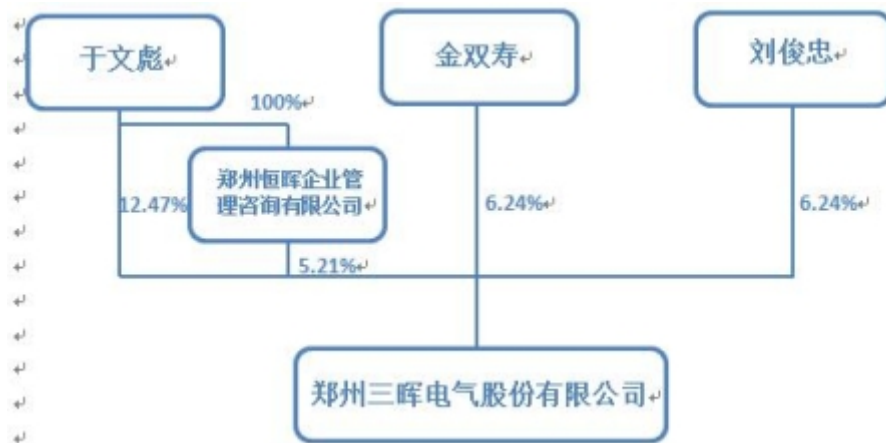 于文彪
金双寿
刘俊忠
100%
郑州恒晖企业管
理咨询有限公司
12.47%
6.24%
6.24%
5.21%
郑州三晖电气股份有限公司